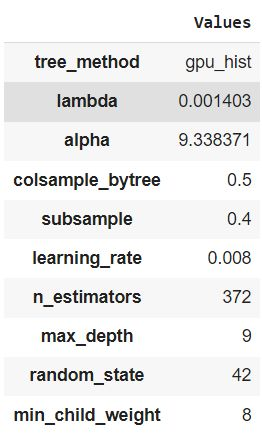 Values
tree_method gpu_hist
lambda 0.001403
alpha 9.338371
colsample_bytree 0.5
subsample 0.4
learning_rate 0.008
n_estimators 372
max_depth 9
random_state 42
min_child_weight 8